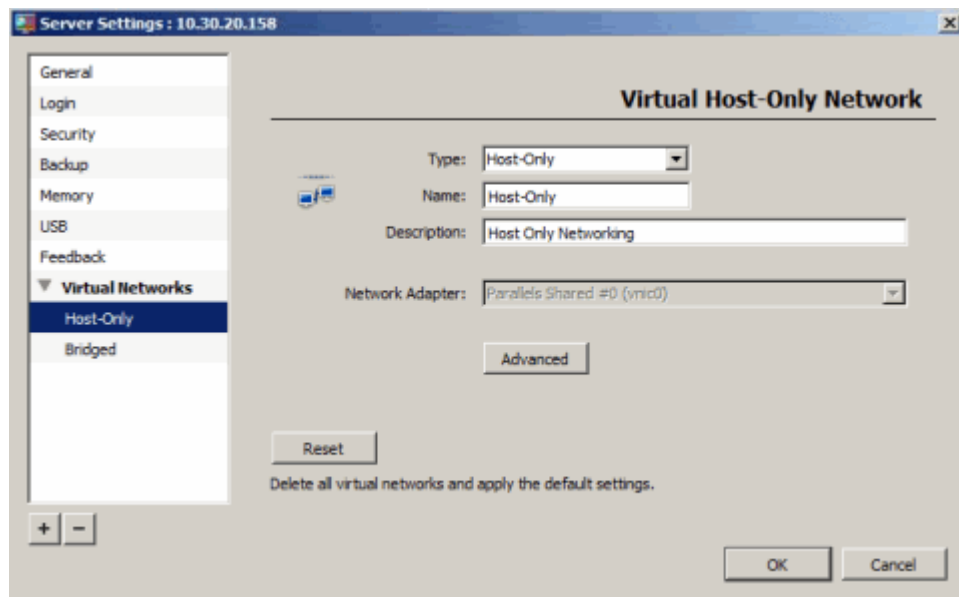 Server Settings : 10.30.20.158
General
Login
Security
Backup
Memory
USB
Feedback
Virtual Networks
Host-Only
Bridged
+ −
Virtual Host-Only Network
Type: Host-Only
Name: Host-Only
Description: Host Only Networking
Network Adapter: Parallels Shared #0 (vnic0)
Advanced
Reset
Delete all virtual networks and apply the default settings.
OK Cancel